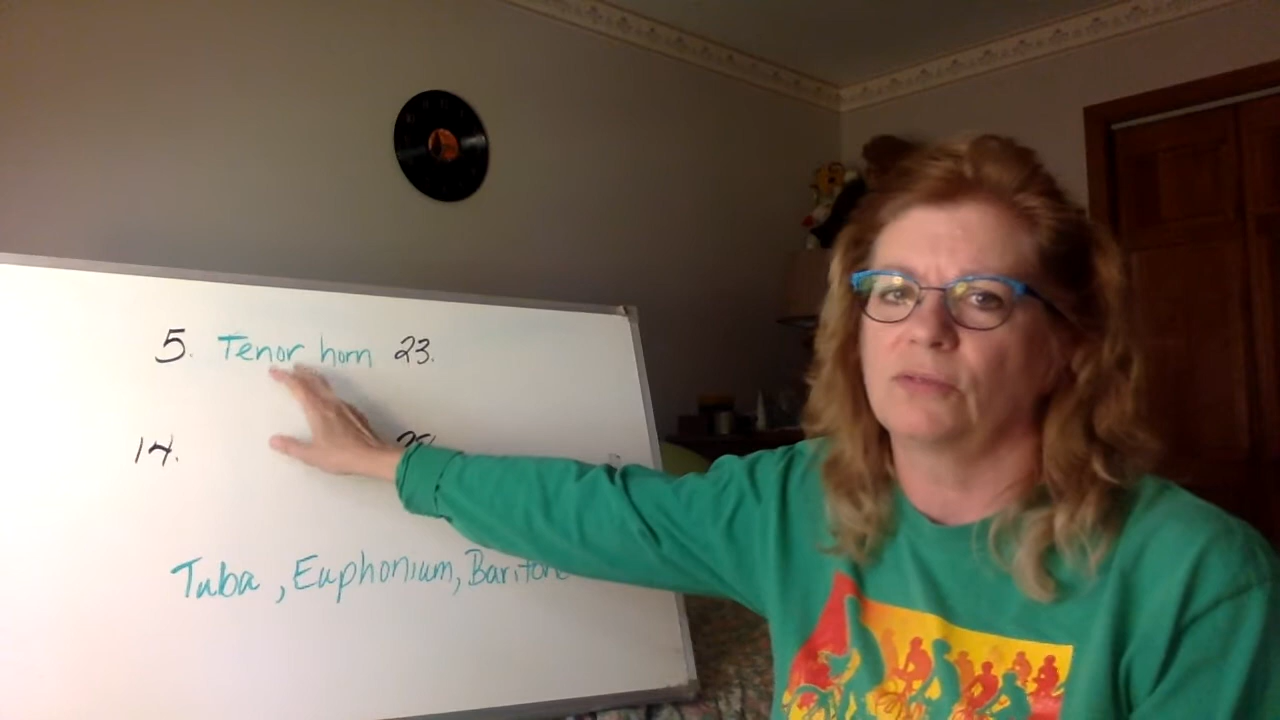 5. Tenor horn 23.
14.
Tuba, Euphonium, Baritone